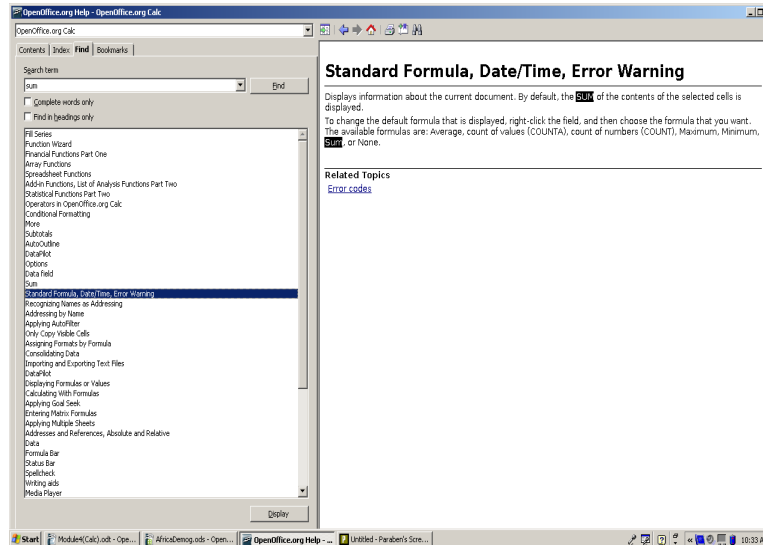 OpenOffice.org Help - OpenOffice.org Calc
OpenOffice.org Calc
Contents Index Find Bookmarks
Search term
sum
Find
Complete words only
Find in headings only
Fill Series
Function Wizard
Financial Functions Part One
Array Functions
Spreadsheet Functions
Add-in Functions, List of Analysis Functions Part Two
Statistical Functions Part Two
Operators in OpenOffice.org Calc
Conditional Formatting
More
Subtotals
AutoOutline
DataPilot
Options
Data field
Sum
Standard Formula, Date/Time, Error Warning
Recognizing Names as Addressing
Addressing by Name
Applying AutoFilter
Only Copy Visible Cells
Assigning Formats by Formula
Consolidating Data
Importing and Exporting Text Files
DataPilot
Displaying Formulas or Values
Calculating With Formulas
Applying Goal Seek
Entering Matrix Formulas
Applying Multiple Sheets
Addresses and References, Absolute and Relative
Data
Formula Bar
Status Bar
Spellcheck
Writing aids
Media Player
Display
Standard Formula, Date/Time, Error Warning
Displays information about the current document. By default, the SUM of the contents of the selected cells is
displayed.
To change the default formula that is displayed, right-click the field, and then choose the formula that you want.
The available formulas are: Average, count of values (COUNTA), count of numbers (COUNT), Maximum, Minimum,
Sum, or None.
Related Topics
Error codes
Start Module4(Calc).odt - Ope... AfricaDemog.ods - Open... OpenOffice.org Help - ... Untitled - Paraben's Scre... 10:33 A